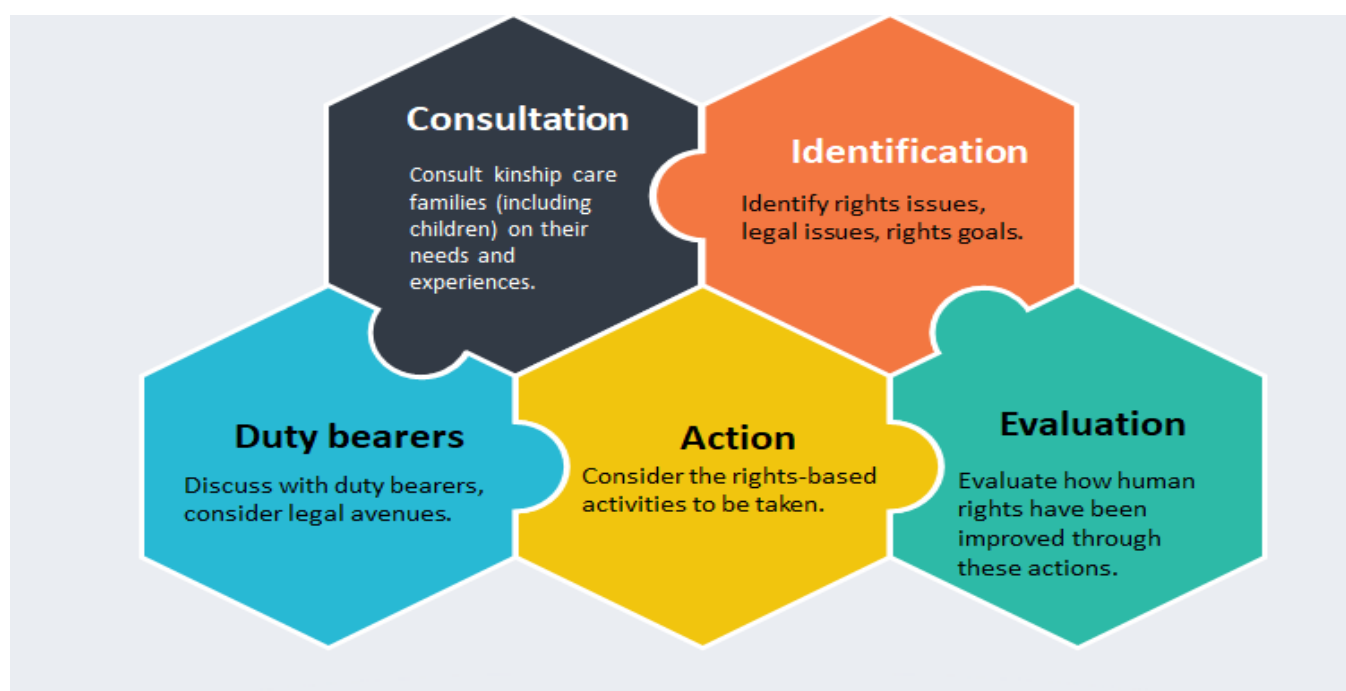 Consultation
Consult kinship care
families (including
children) on their
needs and
experiences.
Identification
Identify rights issues,
legal issues, rights goals.
Duty bearers
Discuss with duty bearers,
consider legal avenues.
Action
Consider the rights-based
activities to be taken.
Evaluation
Evaluate how human
rights have been
improved through
these actions.